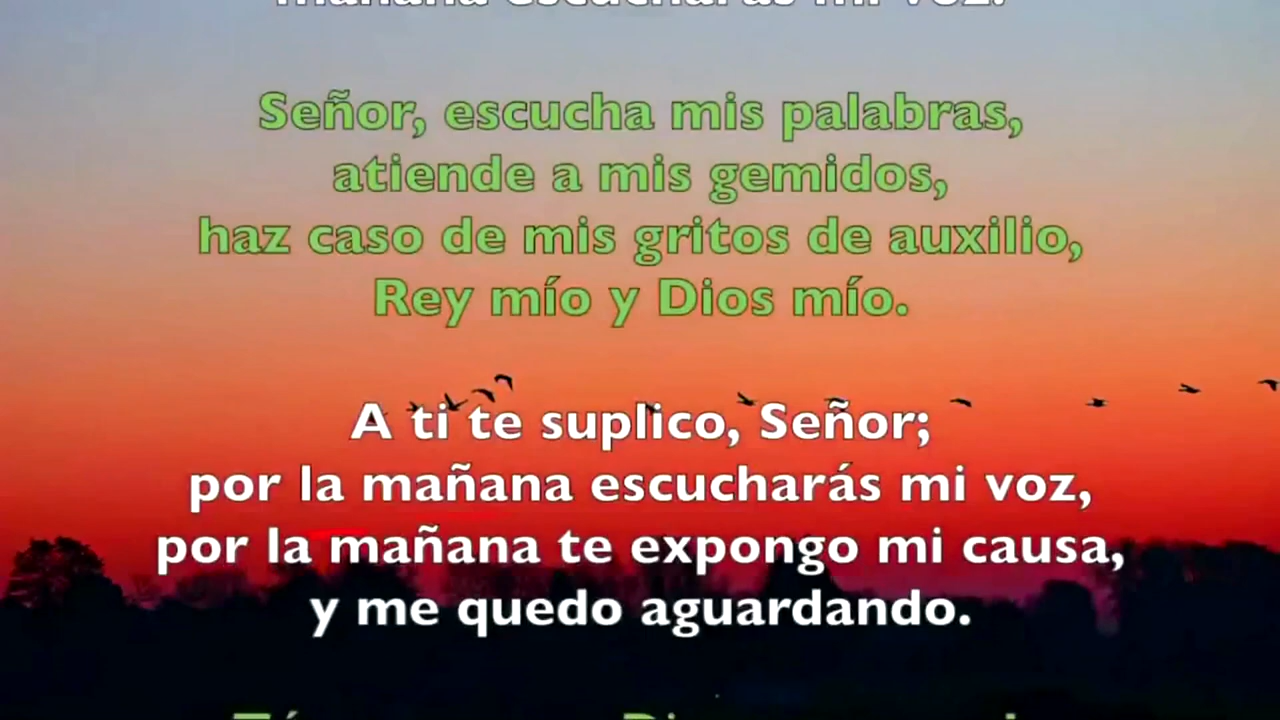 mañana escucharás mi voz.
Señor, escucha mis palabras,
atiende a mis gemidos,
haz caso de mis gritos de auxilio,
Rey mío y Dios mío.
A ti te suplico, Señor;
por la mañana escucharás mi voz,
por la mañana te expongo mi causa,
y me quedo aguardando.